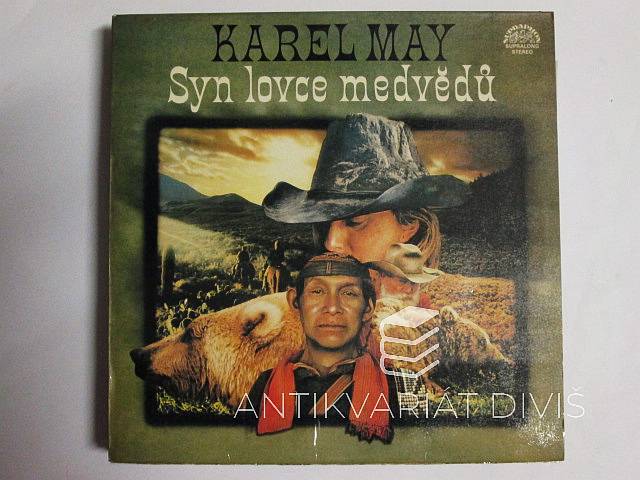 KAREL MAY
Syn lovce medvědů
SUPRAPHON
SUPRALONG
STEREO
ANTIKVARIÁT DIVIŠ